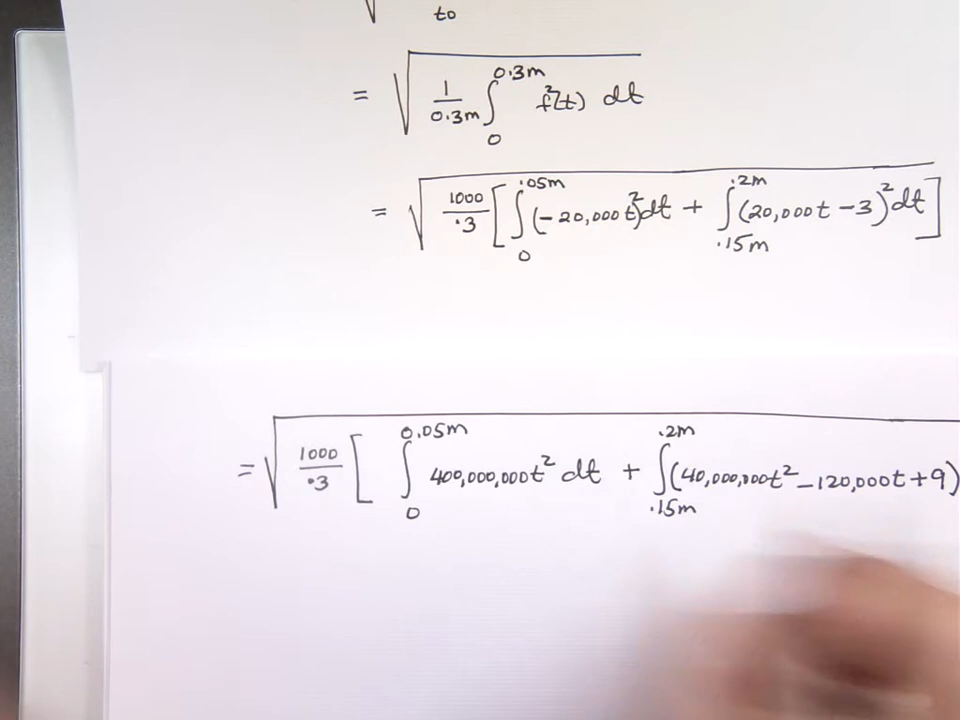 √ to
= √ 1/0.3m ∫₀^0.3m f²(t) dt
= √ 1000/.3 [ ∫₀^.05m (-20,000t)² dt + ∫.15m^.2m (20,000t - 3)² dt ]
= √ 1000/.3 [ ∫₀^0.05m 400,000,000t² dt + ∫.15m^.2m (40,000,000t² - 120,000t + 9)